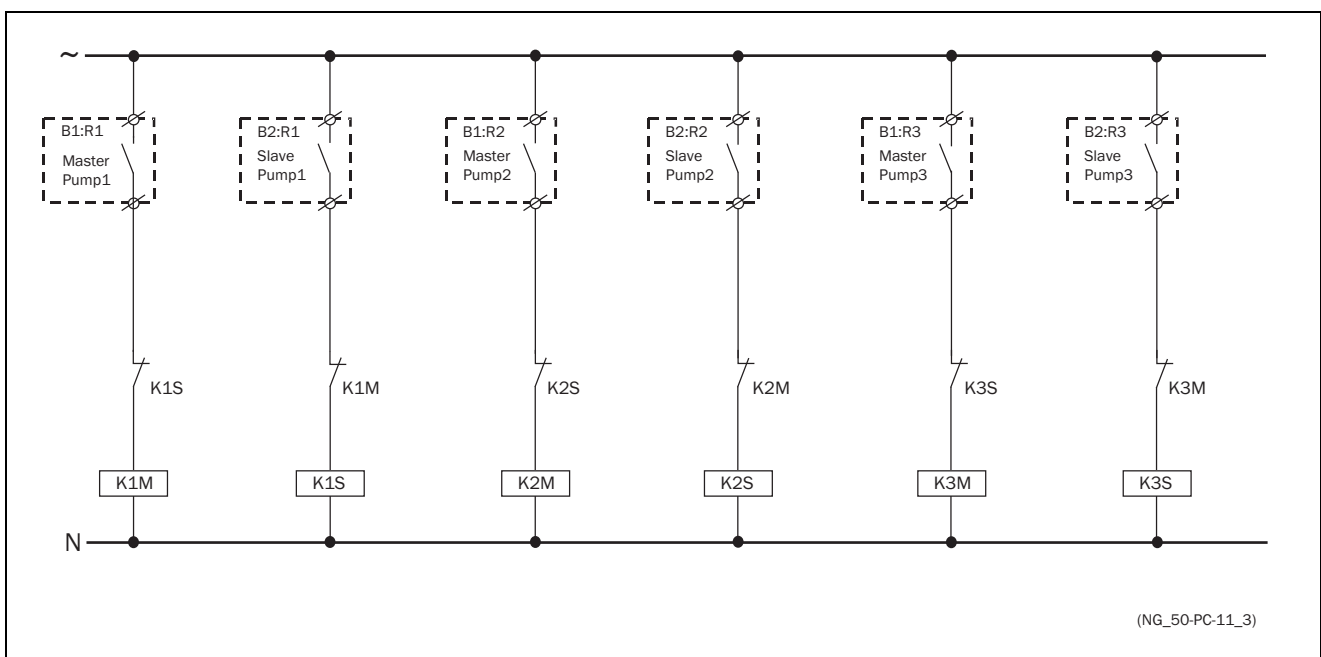 ~
B1:R1
Master
Pump1
B2:R1
Slave
Pump1
B1:R2
Master
Pump2
B2:R2
Slave
Pump2
B1:R3
Master
Pump3
B2:R3
Slave
Pump3
K1S
K1M
K2S
K2M
K3S
K3M
K1M
K1S
K2M
K2S
K3M
K3S
N
(NG_50-PC-11_3)